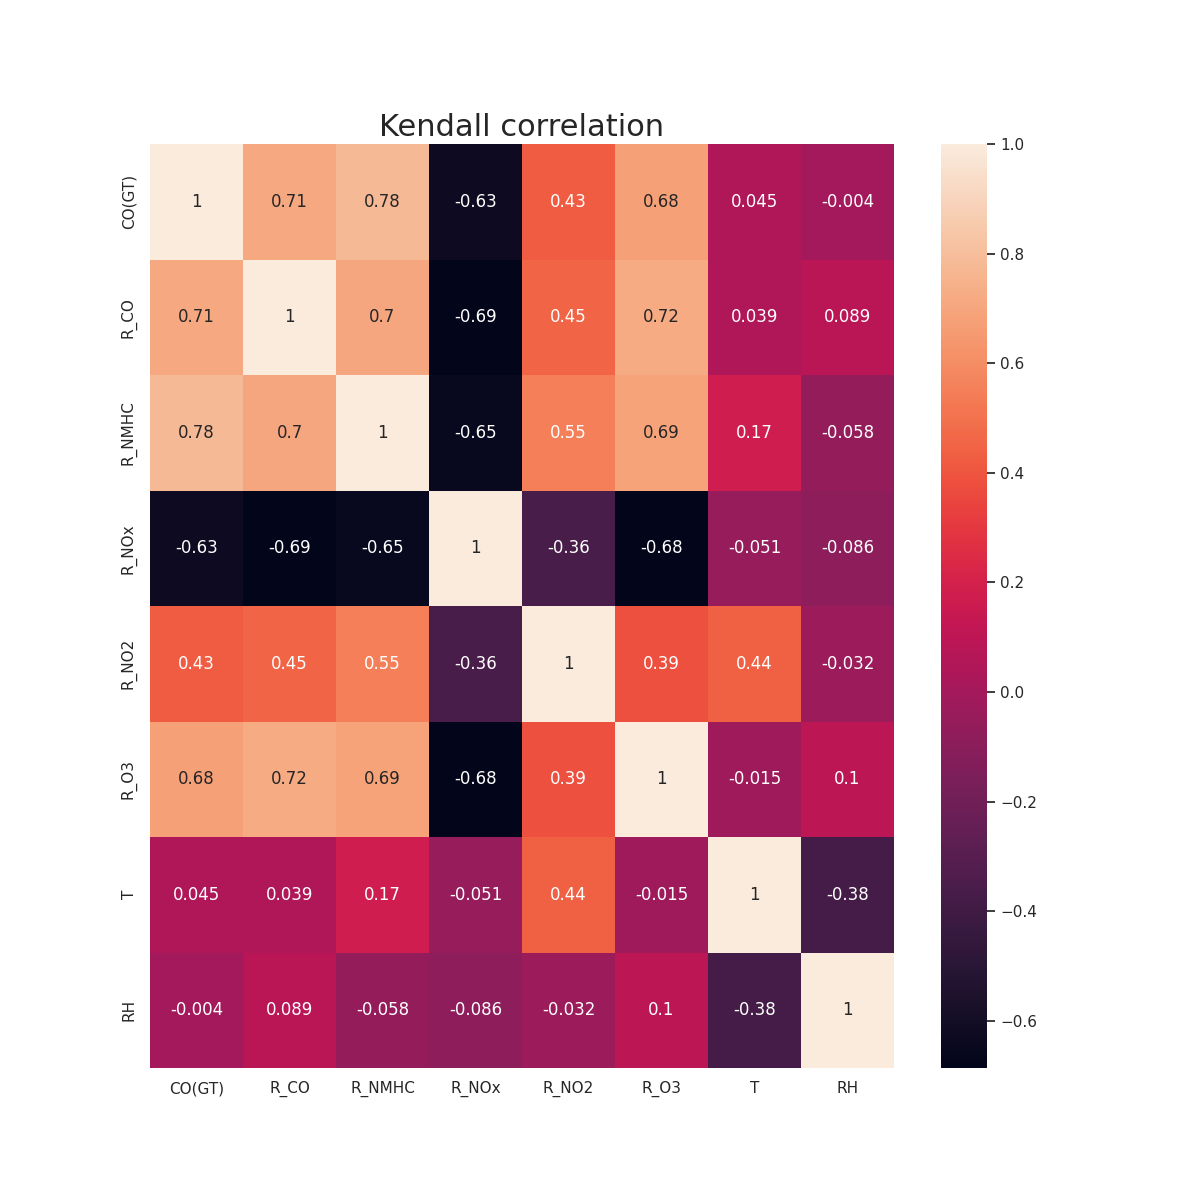 Kendall correlation
CO(GT) 1 0.71 0.78 -0.63 0.43 0.68 0.045 -0.004
R_CO 0.71 1 0.7 -0.69 0.45 0.72 0.039 0.089
R_NMHC 0.78 0.7 1 -0.65 0.55 0.69 0.17 -0.058
R_NOx -0.63 -0.69 -0.65 1 -0.36 -0.68 -0.051 -0.086
R_NO2 0.43 0.45 0.55 -0.36 1 0.39 0.44 -0.032
R_O3 0.68 0.72 0.69 -0.68 0.39 1 -0.015 0.1
T 0.045 0.039 0.17 -0.051 0.44 -0.015 1 -0.38
RH -0.004 0.089 -0.058 -0.086 -0.032 0.1 -0.38 1
CO(GT) R_CO R_NMHC R_NOx R_NO2 R_O3 T RH
1.0
0.8
0.6
0.4
0.2
0.0
−0.2
−0.4
−0.6